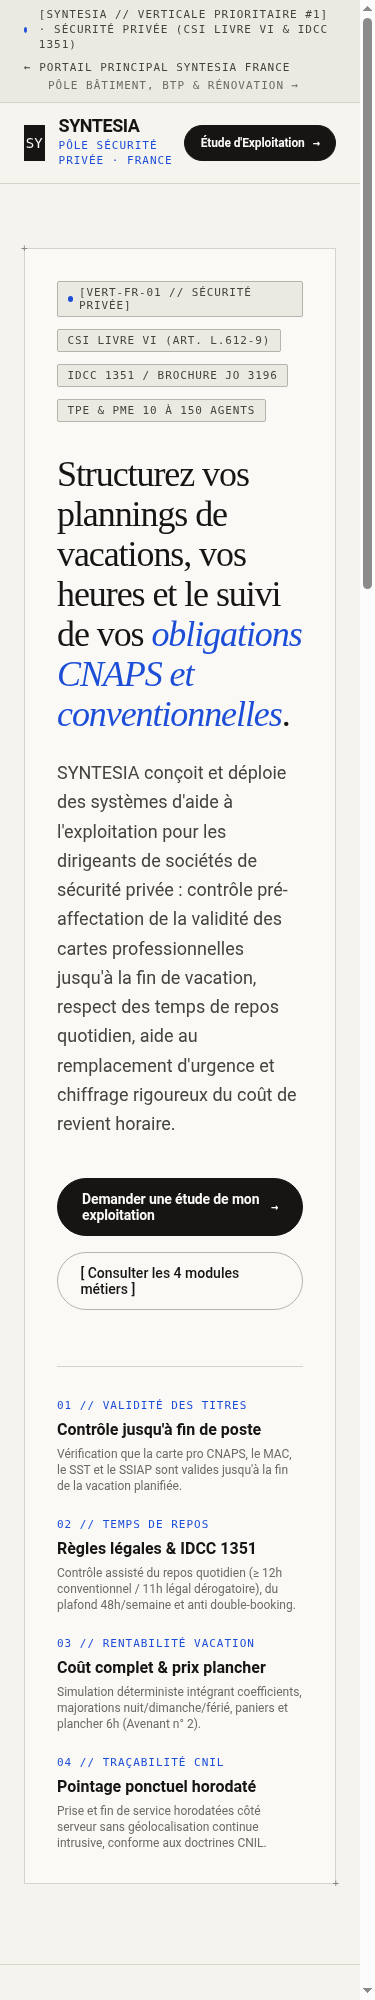 [SYNTESIA // VERTICALE PRIORITAIRE #1]
· SÉCURITÉ PRIVÉE (CSI LIVRE VI & IDCC
1351)
← PORTAIL PRINCIPAL SYNTESIA FRANCE
PÔLE BÂTIMENT, BTP & RÉNOVATION →
SY
SYNTESIA
PÔLE SÉCURITÉ
PRIVÉE · FRANCE
Étude d'Exploitation →
[VERT-FR-01 // SÉCURITÉ
PRIVÉE]
CSI LIVRE VI (ART. L.612-9)
IDCC 1351 / BROCHURE JO 3196
TPE & PME 10 À 150 AGENTS
Structurez vos
plannings de
vacations, vos
heures et le suivi
de vos obligations
CNAPS et
conventionnelles.
SYNTESIA conçoit et déploie
des systèmes d'aide à
l'exploitation pour les
dirigeants de sociétés de
sécurité privée : contrôle pré-
affectation de la validité des
cartes professionnelles
jusqu'à la fin de vacation,
respect des temps de repos
quotidien, aide au
remplacement d'urgence et
chiffrage rigoureux du coût de
revient horaire.
Demander une étude de mon
exploitation →
[ Consulter les 4 modules
métiers ]
01 // VALIDITÉ DES TITRES
Contrôle jusqu'à fin de poste
Vérification que la carte pro CNAPS, le MAC,
le SST et le SSIAP sont valides jusqu'à la fin
de la vacation planifiée.
02 // TEMPS DE REPOS
Règles légales & IDCC 1351
Contrôle assisté du repos quotidien (≥ 12h
conventionnel / 11h légal dérogatoire), du
plafond 48h/semaine et anti double-booking.
03 // RENTABILITÉ VACATION
Coût complet & prix plancher
Simulation déterministe intégrant coefficients,
majorations nuit/dimanche/férié, paniers et
plancher 6h (Avenant n° 2).
04 // TRAÇABILITÉ CNIL
Pointage ponctuel horodaté
Prise et fin de service horodatées côté
serveur sans géolocalisation continue
intrusive, conforme aux doctrines CNIL.